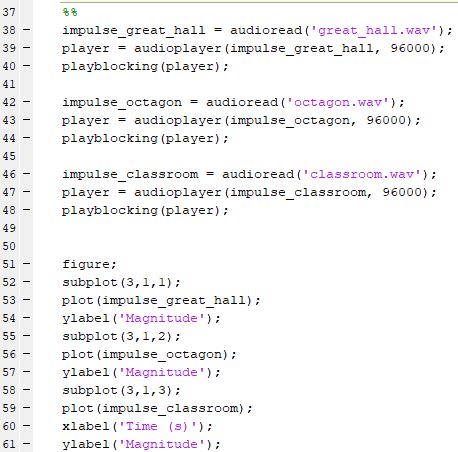 37 %%
38 - impulse_great_hall = audioread('great_hall.wav');
39 - player = audioplayer(impulse_great_hall, 96000);
40 - playblocking(player);
41
42 - impulse_octagon = audioread('octagon.wav');
43 - player = audioplayer(impulse_octagon, 96000);
44 - playblocking(player);
45
46 - impulse_classroom = audioread('classroom.wav');
47 - player = audioplayer(impulse_classroom, 96000);
48 - playblocking(player);
49
50
51 - figure;
52 - subplot(3,1,1);
53 - plot(impulse_great_hall);
54 - ylabel('Magnitude');
55 - subplot(3,1,2);
56 - plot(impulse_octagon);
57 - ylabel('Magnitude');
58 - subplot(3,1,3);
59 - plot(impulse_classroom);
60 - xlabel('Time (s)');
61 - ylabel('Magnitude');